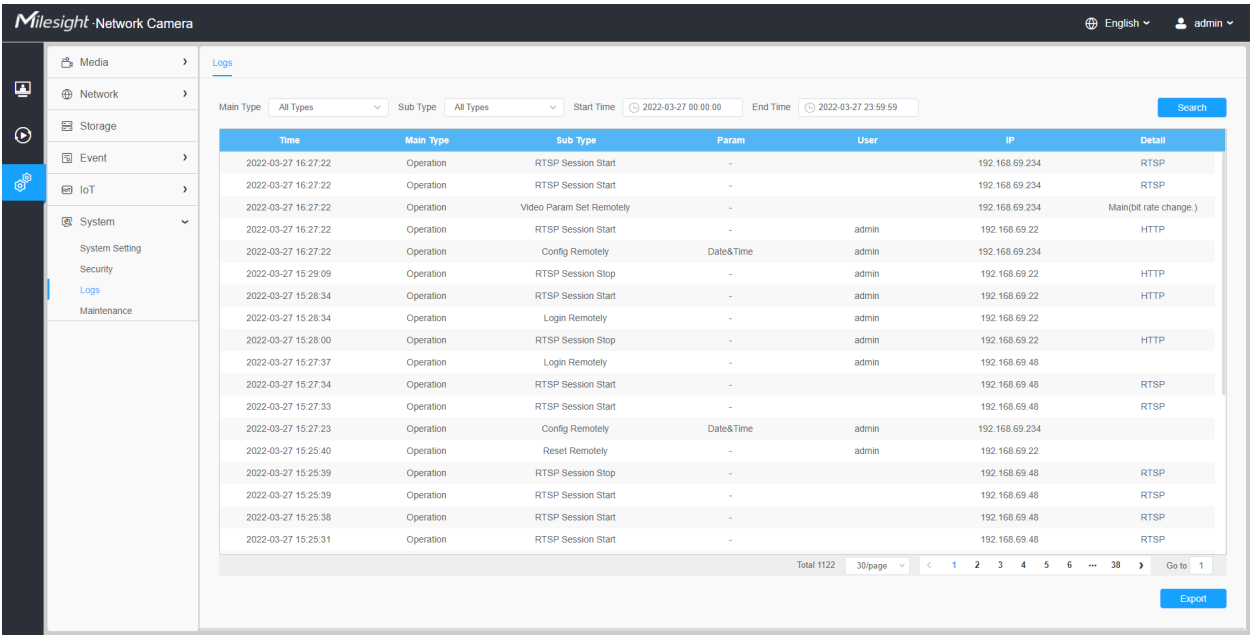 Milesight · Network Camera English admin
Media
Network
Storage
Event
IoT
System
System Setting
Security
Logs
Maintenance
Logs
Main Type All Types Sub Type All Types Start Time 2022-03-27 00:00:00 End Time 2022-03-27 23:59:59 Search
Time Main Type Sub Type Param User IP Detail
2022-03-27 16:27:22 Operation RTSP Session Start - 192.168.69.234 RTSP
2022-03-27 16:27:22 Operation RTSP Session Start - 192.168.69.234 RTSP
2022-03-27 16:27:22 Operation Video Param Set Remotely - 192.168.69.234 Main(bit rate change.)
2022-03-27 16:27:22 Operation RTSP Session Start - admin 192.168.69.22 HTTP
2022-03-27 16:27:22 Operation Config Remotely Date&Time admin 192.168.69.234
2022-03-27 15:29:09 Operation RTSP Session Stop - admin 192.168.69.22 HTTP
2022-03-27 15:28:34 Operation RTSP Session Start - admin 192.168.69.22 HTTP
2022-03-27 15:28:34 Operation Login Remotely - admin 192.168.69.22
2022-03-27 15:28:00 Operation RTSP Session Stop - admin 192.168.69.22 HTTP
2022-03-27 15:27:37 Operation Login Remotely - admin 192.168.69.48
2022-03-27 15:27:34 Operation RTSP Session Start - 192.168.69.48 RTSP
2022-03-27 15:27:33 Operation RTSP Session Start - 192.168.69.48 RTSP
2022-03-27 15:27:23 Operation Config Remotely Date&Time admin 192.168.69.234
2022-03-27 15:25:40 Operation Reset Remotely - admin 192.168.69.22
2022-03-27 15:25:39 Operation RTSP Session Stop - 192.168.69.48 RTSP
2022-03-27 15:25:39 Operation RTSP Session Start - 192.168.69.48 RTSP
2022-03-27 15:25:38 Operation RTSP Session Start - 192.168.69.48 RTSP
2022-03-27 15:25:31 Operation RTSP Session Start - 192.168.69.48 RTSP
Total 1122 30/page 1 2 3 4 5 6 ··· 38 Go to 1
Export